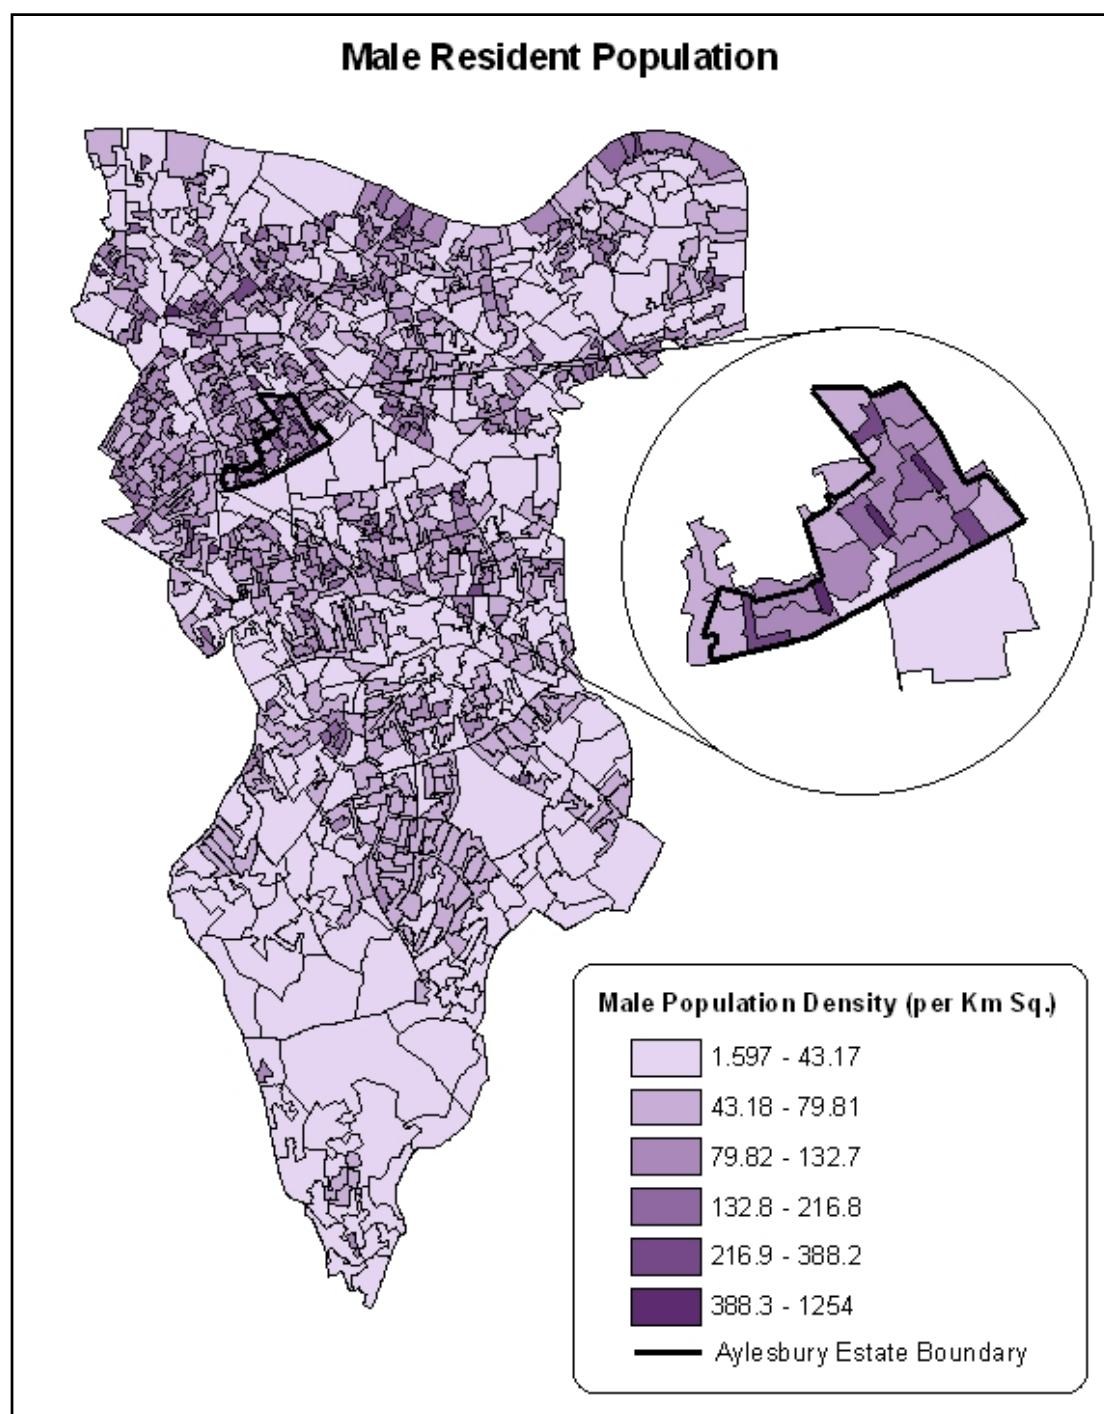 Male Resident Population
Male Population Density (per Km Sq.)
1.597 - 43.17
43.18 - 79.81
79.82 - 132.7
132.8 - 216.8
216.9 - 388.2
388.3 - 1254
Aylesbury Estate Boundary